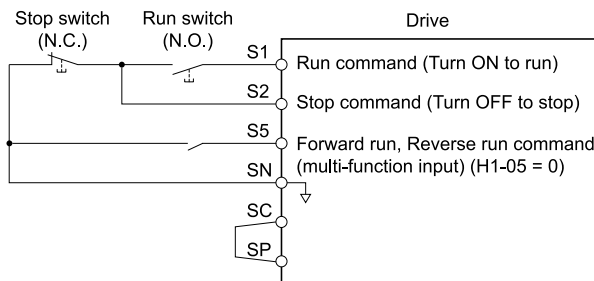 Stop switch
(N.C.)
Run switch
(N.O.)
Drive
S1
Run command (Turn ON to run)
S2
Stop command (Turn OFF to stop)
S5
Forward run, Reverse run command
(multi-function input) (H1-05 = 0)
SN
SC
SP